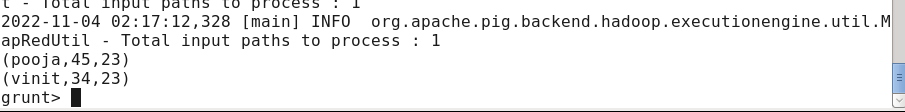 t - Total input paths to process : 1
2022-11-04 02:17:12,328 [main] INFO  org.apache.pig.backend.hadoop.executionengine.util.M
apRedUtil - Total input paths to process : 1
(pooja,45,23)
(vinit,34,23)
grunt>